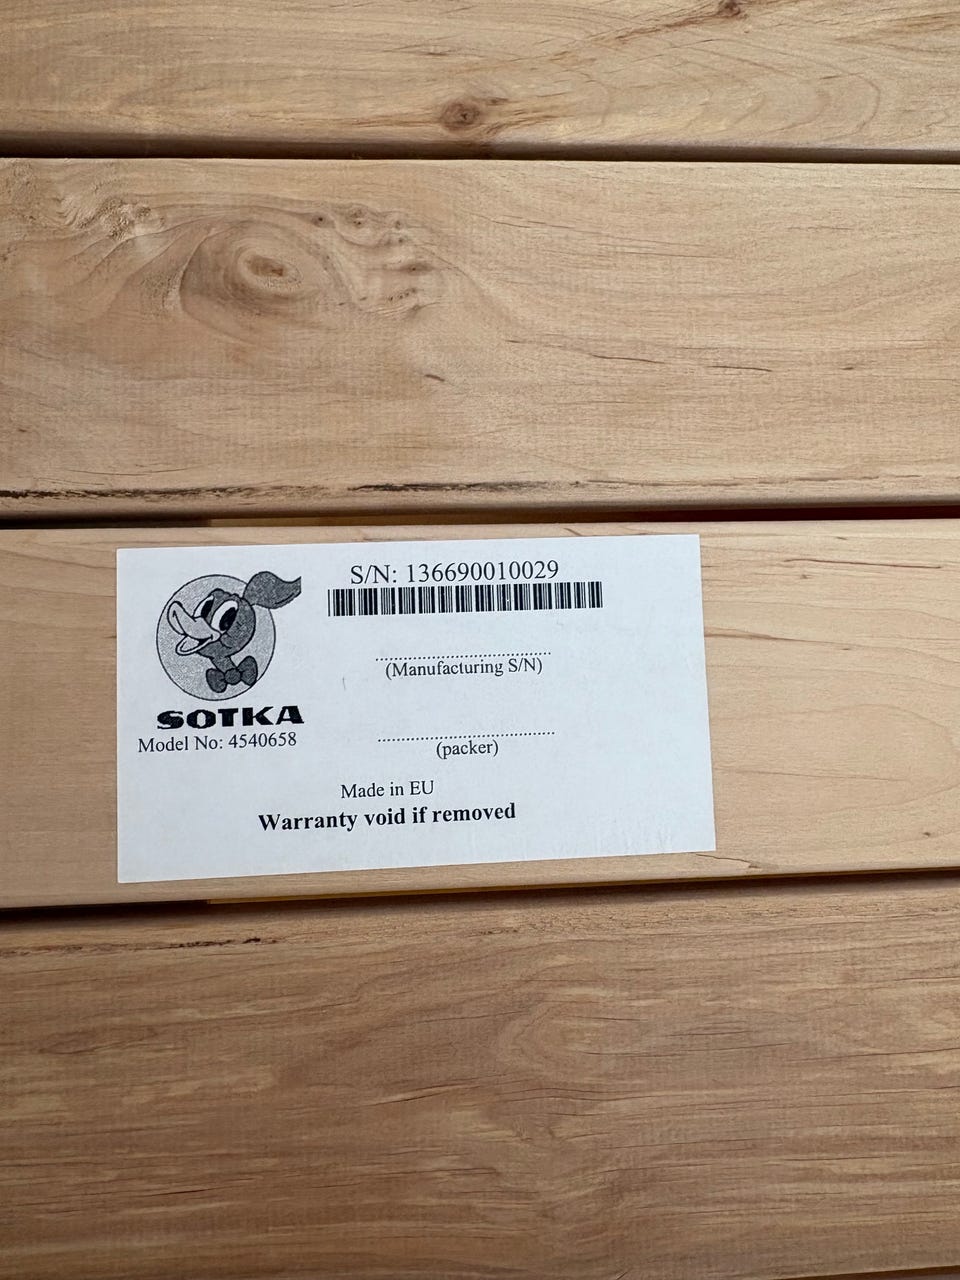 S/N: 136690010029
(Manufacturing S/N)
SOTKA
Model No: 4540658
(packer)
Made in EU
Warranty void if removed